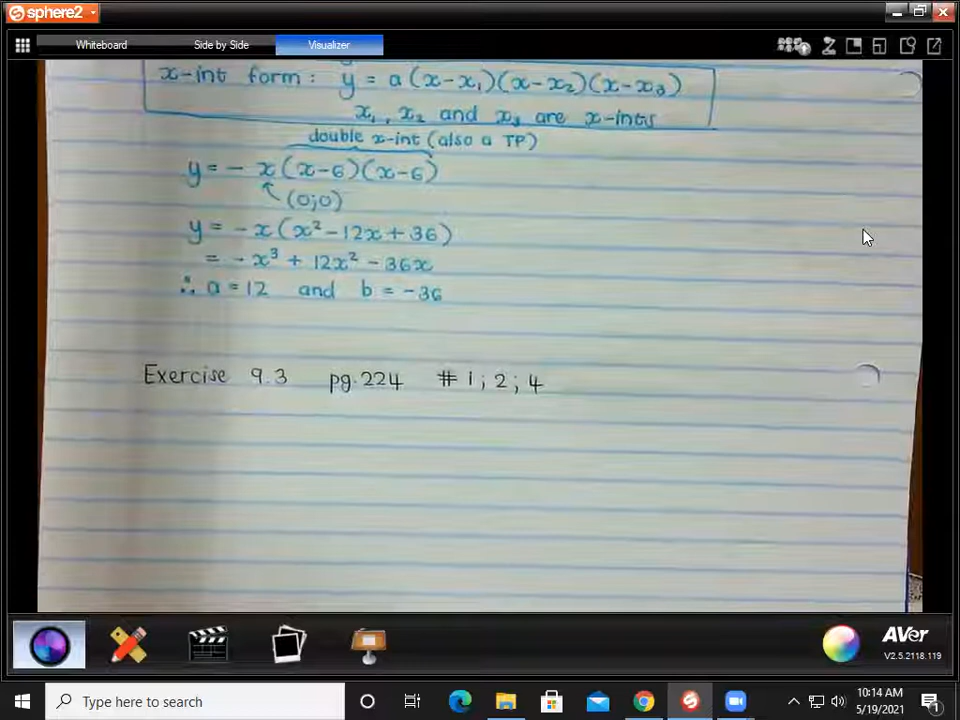 sphere2
Whiteboard
Side by Side
Visualizer
x-int form: y = a(x-x₁)(x-x₂)(x-x₃)
x₁, x₂ and x₃ are x-ints
double x-int (also a TP)
y = - x(x-6)(x-6)
(0;0)
y = -x(x²-12x+36)
= -x³ + 12x² - 36x
∴ a = 12 and b = -36
Exercise 9.3 pg.224 # 1; 2; 4
AVer
V2.5.2118.119
Type here to search
10:14 AM
5/19/2021
1